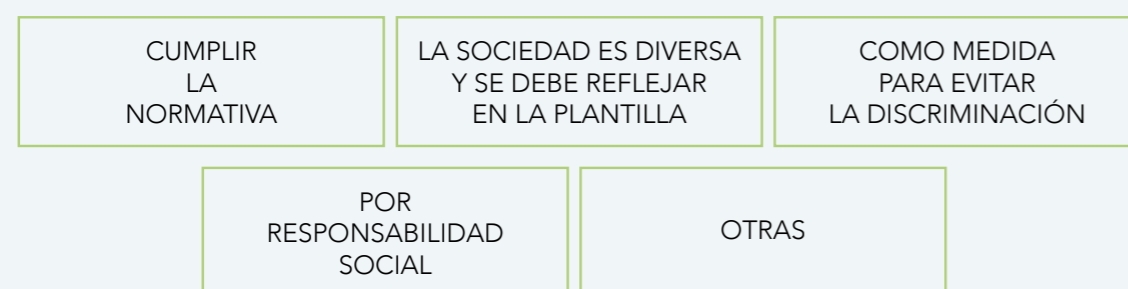 CUMPLIR
LA
NORMATIVA
LA SOCIEDAD ES DIVERSA
Y SE DEBE REFLEJAR
EN LA PLANTILLA
COMO MEDIDA
PARA EVITAR
LA DISCRIMINACIÓN
POR
RESPONSABILIDAD
SOCIAL
OTRAS